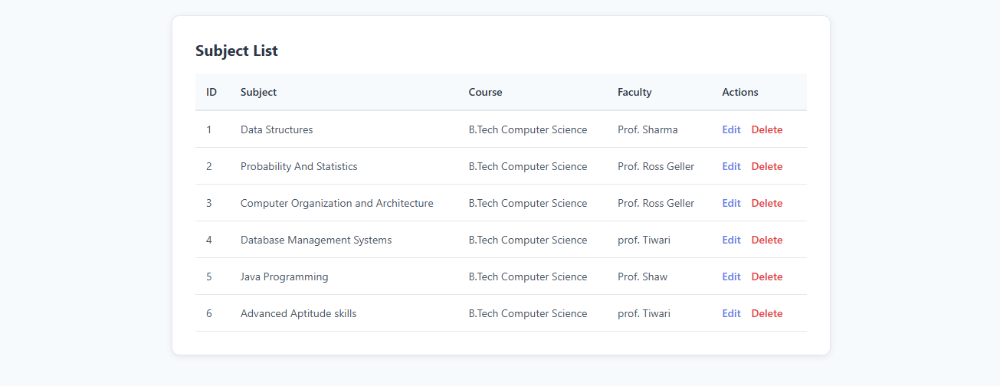 Subject List
ID Subject Course Faculty Actions
1 Data Structures B.Tech Computer Science Prof. Sharma Edit Delete
2 Probability And Statistics B.Tech Computer Science Prof. Ross Geller Edit Delete
3 Computer Organization and Architecture B.Tech Computer Science Prof. Ross Geller Edit Delete
4 Database Management Systems B.Tech Computer Science prof. Tiwari Edit Delete
5 Java Programming B.Tech Computer Science Prof. Shaw Edit Delete
6 Advanced Aptitude skills B.Tech Computer Science prof. Tiwari Edit Delete